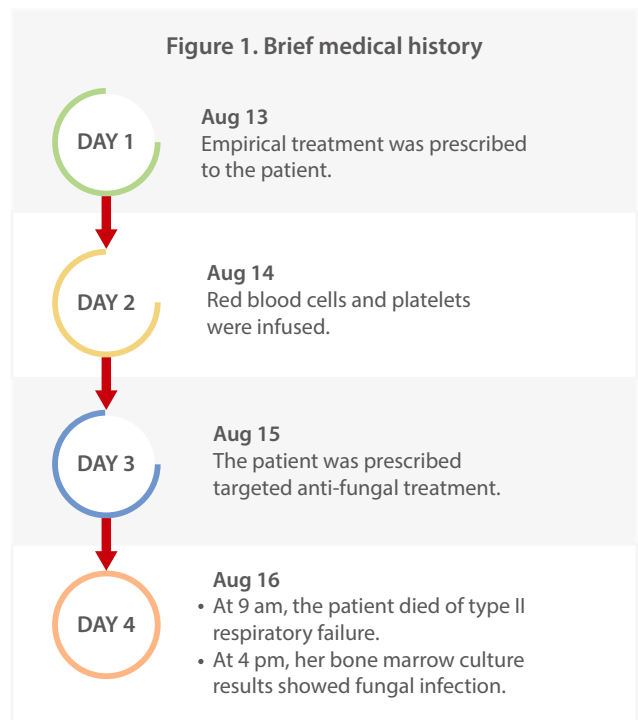 Figure 1. Brief medical history
DAY 1
Aug 13
Empirical treatment was prescribed
to the patient.
DAY 2
Aug 14
Red blood cells and platelets
were infused.
DAY 3
Aug 15
The patient was prescribed
targeted anti-fungal treatment.
DAY 4
Aug 16
• At 9 am, the patient died of type II
respiratory failure.
• At 4 pm, her bone marrow culture
results showed fungal infection.